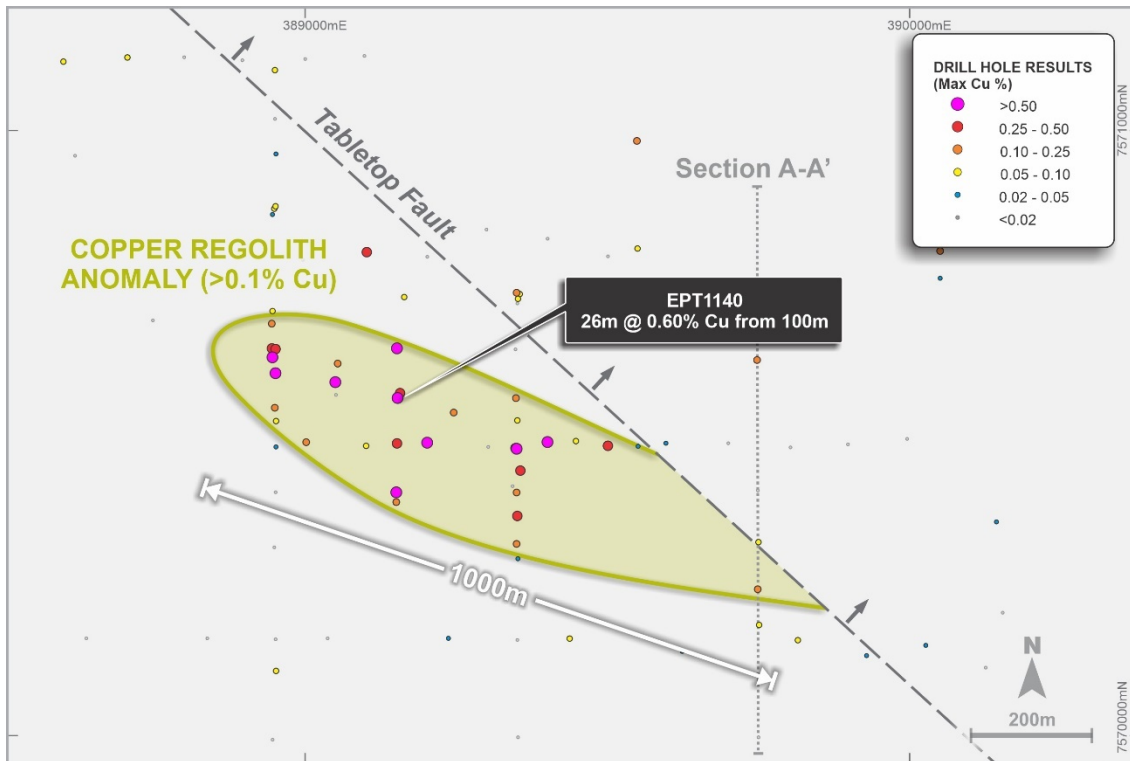 389000mE
390000mE
7571000mN
7570000mN
DRILL HOLE RESULTS
(Max Cu %)
>0.50
0.25 - 0.50
0.10 - 0.25
0.05 - 0.10
0.02 - 0.05
<0.02
Tabletop Fault
Section A-A’
COPPER REGOLITH
ANOMALY (>0.1% Cu)
EPT1140
26m @ 0.60% Cu from 100m
1000m
N
200m